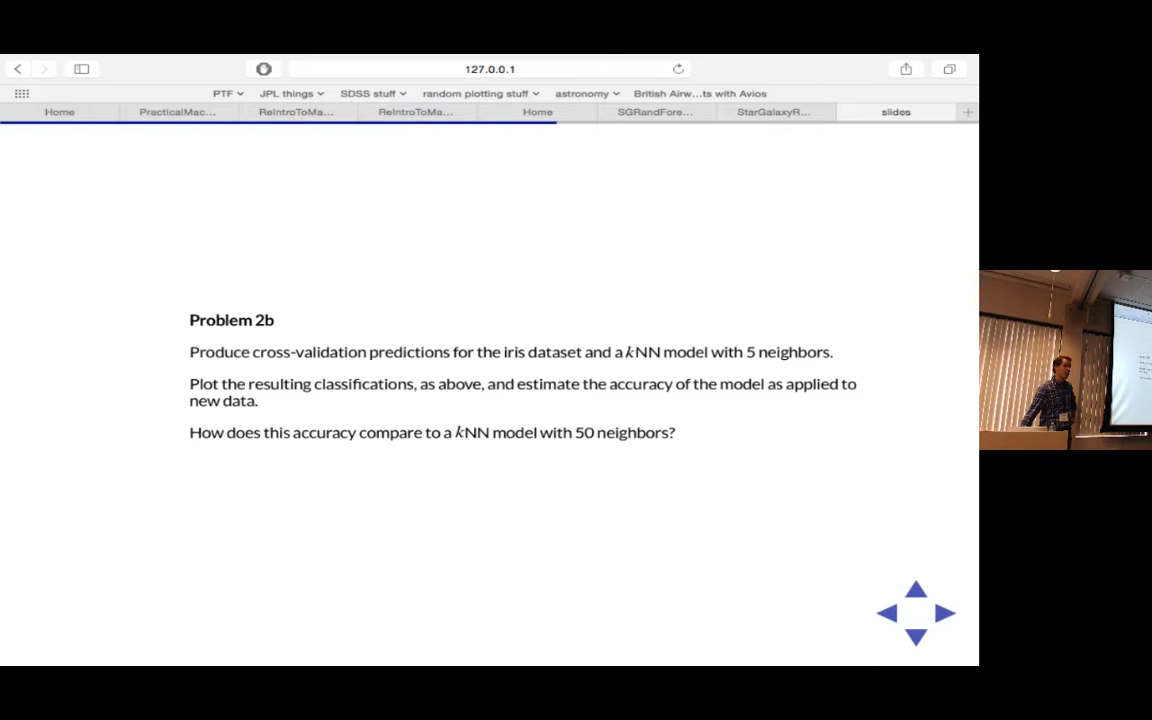 127.0.0.1
PTF JPL things SDSS stuff random plotting stuff astronomy British Airw...ts with Avios
Home PracticalMac... ReIntroToMa... ReIntroToMa... Home SGRandFore... StarGalaxyR... slides
Problem 2b
Produce cross-validation predictions for the iris dataset and a kNN model with 5 neighbors.
Plot the resulting classifications, as above, and estimate the accuracy of the model as applied to
new data.
How does this accuracy compare to a kNN model with 50 neighbors?